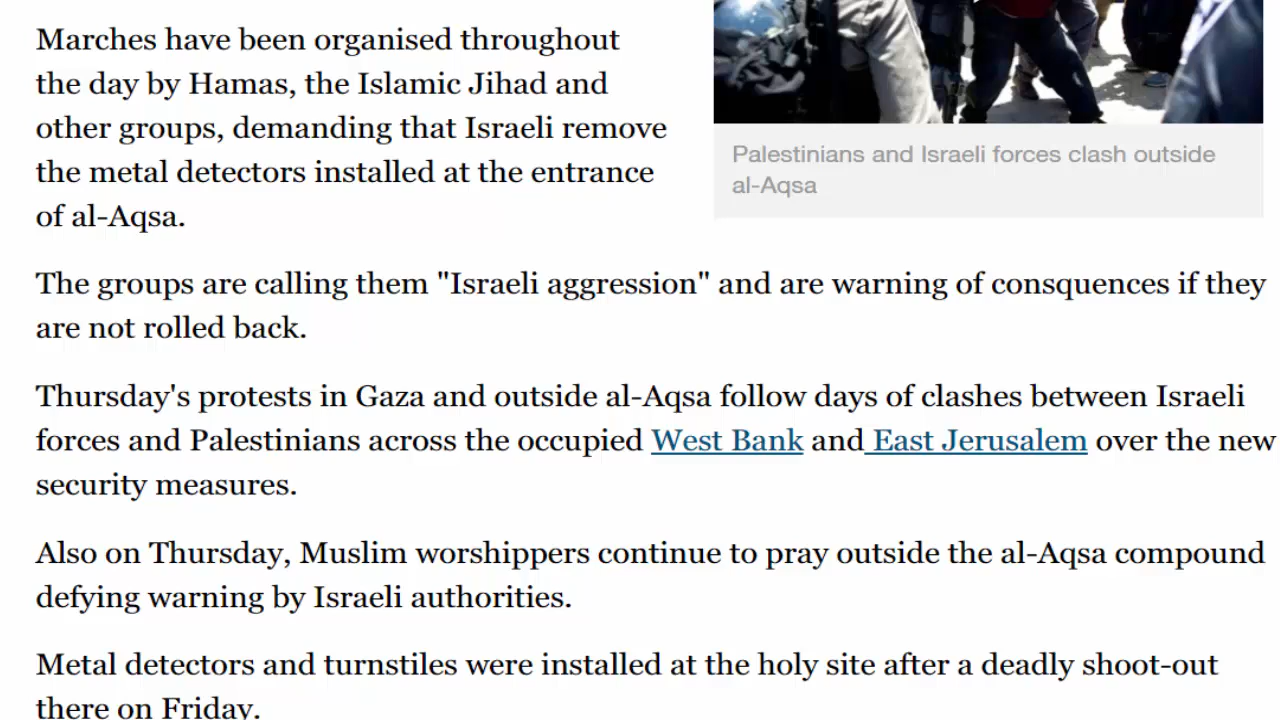 Marches have been organised throughout
the day by Hamas, the Islamic Jihad and
other groups, demanding that Israeli remove
the metal detectors installed at the entrance
of al-Aqsa.
Palestinians and Israeli forces clash outside
al-Aqsa
The groups are calling them "Israeli aggression" and are warning of consquences if they
are not rolled back.
Thursday's protests in Gaza and outside al-Aqsa follow days of clashes between Israeli
forces and Palestinians across the occupied West Bank and East Jerusalem over the new
security measures.
Also on Thursday, Muslim worshippers continue to pray outside the al-Aqsa compound
defying warning by Israeli authorities.
Metal detectors and turnstiles were installed at the holy site after a deadly shoot-out
there on Friday.